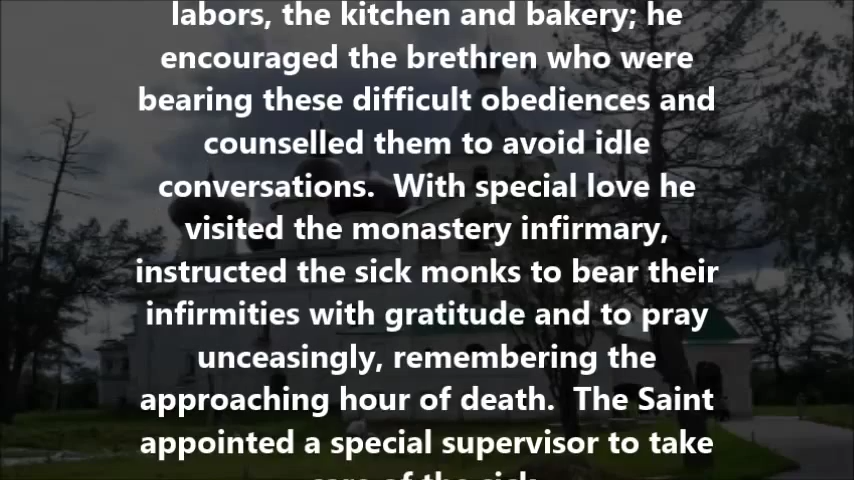 labors, the kitchen and bakery; he
encouraged the brethren who were
bearing these difficult obediences and
counselled them to avoid idle
conversations.  With special love he
visited the monastery infirmary,
instructed the sick monks to bear their
infirmities with gratitude and to pray
unceasingly, remembering the
approaching hour of death.  The Saint
appointed a special supervisor to take
care of the sick